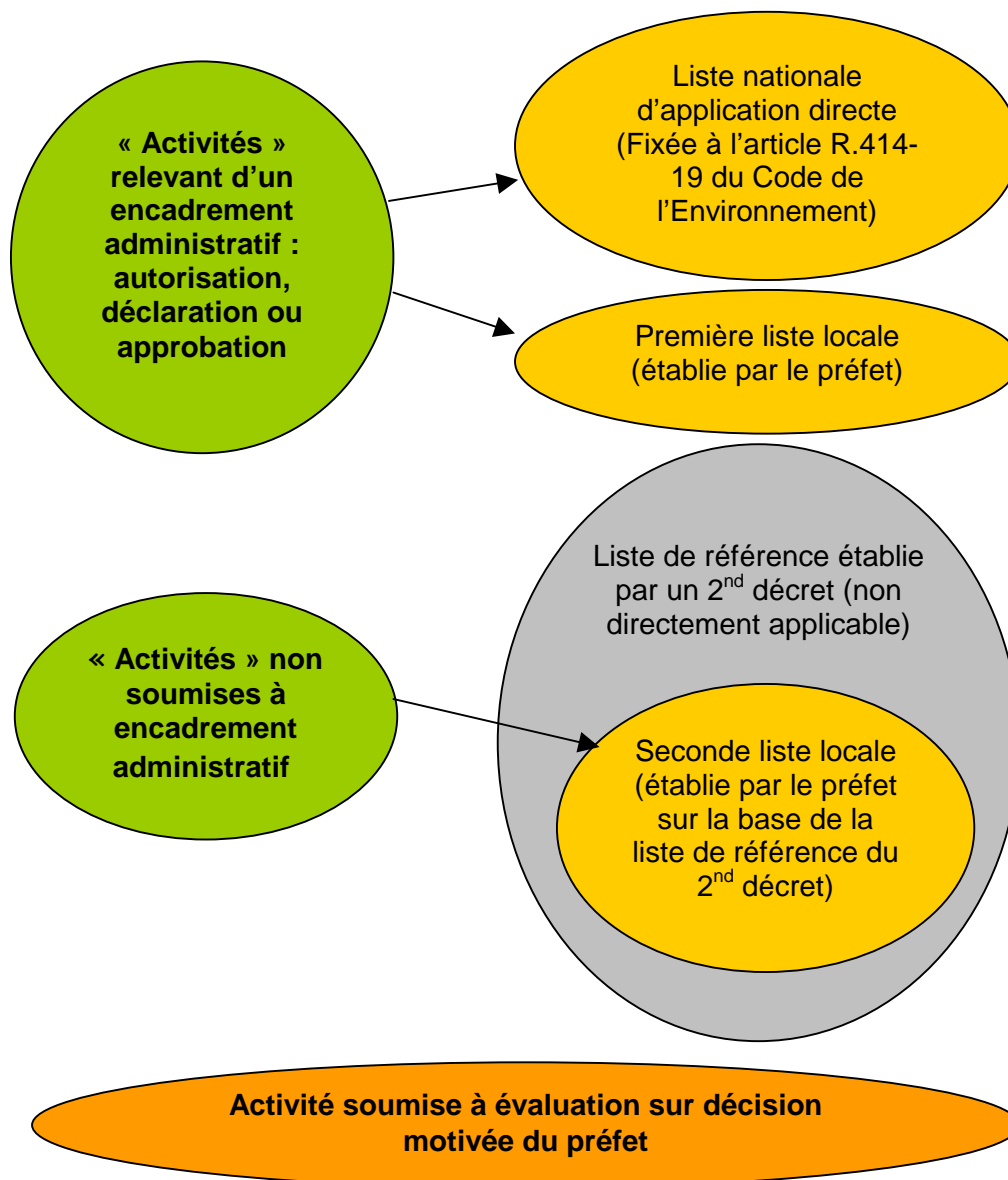 « Activités »
relevant d’un
encadrement
administratif :
autorisation,
déclaration ou
approbation
Liste nationale
d’application directe
(Fixée à l’article R.414-
19 du Code de
l’Environnement)
Première liste locale
(établie par le préfet)
Liste de référence établie
par un 2nd décret (non
directement applicable)
« Activités » non
soumises à
encadrement
administratif
Seconde liste locale
(établie par le préfet
sur la base de la
liste de référence du
2nd décret)
Activité soumise à évaluation sur décision
motivée du préfet